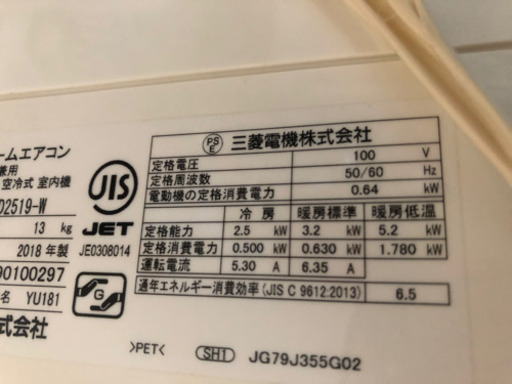 ームエアコン
兼用
空冷式 室内機
D2519-W
13 kg
2018 年製
90100297
名 YU181
式会社
JIS
JET
JE0308014
G
PS E 三菱電機株式会社
定格電圧 100 V
定格周波数 50/60 Hz
電動機の定格消費電力 0.64 kW
冷房 暖房標準 暖房低温
定格能力 2.5 kW 3.2 kW 5.2 kW
定格消費電力 0.500 kW 0.630 kW 1.780 kW
運転電流 5.30 A 6.35 A
通年エネルギー消費効率(JIS C 9612:2013) 6.5
>PET< SH1 JG79J355G02